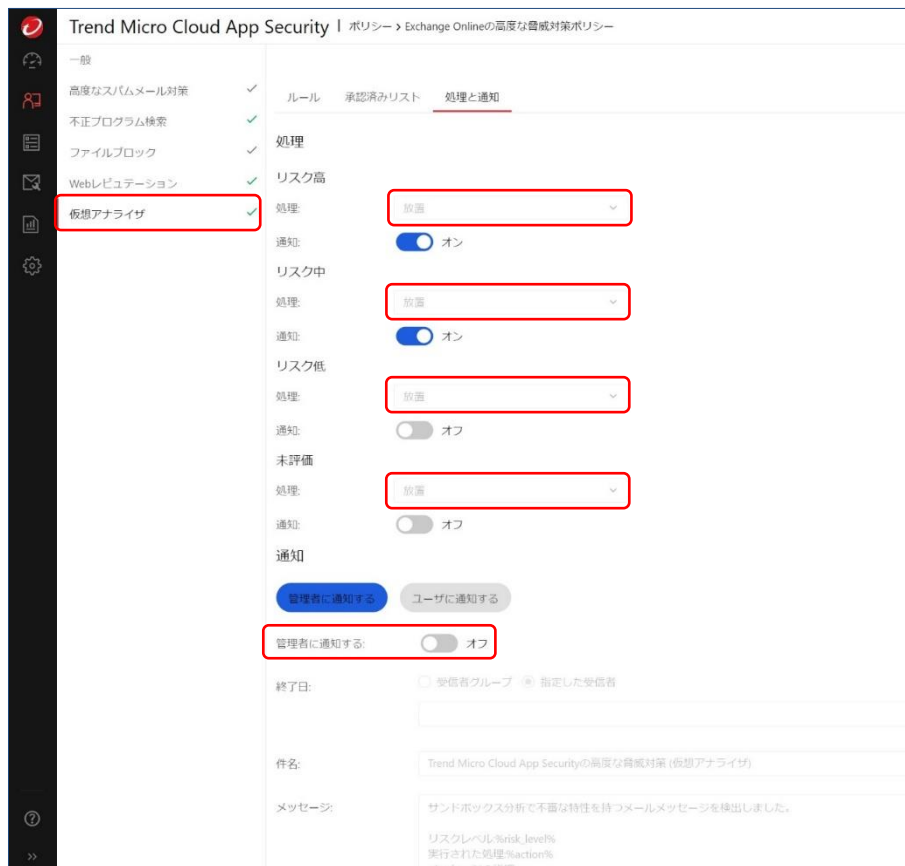 Trend Micro Cloud App Security | ポリシー > Exchange Onlineの高度な脅威対策ポリシー
一般
高度なスパムメール対策
不正プログラム検索
ファイルブロック
Webレピュテーション
仮想アナライザ
ルール 承認済みリスト 処理と通知
処理
リスク高
処理: 放置
通知: オン
リスク中
処理: 放置
通知: オン
リスク低
処理: 放置
通知: オフ
未評価
処理: 放置
通知: オフ
通知
管理者に通知する ユーザに通知する
管理者に通知する: オフ
終了日: 受信者グループ 指定した受信者
件名: Trend Micro Cloud App Securityの高度な脅威対策 (仮想アナライザ)
メッセージ: サンドボックス分析で不審な特性を持つメールメッセージを検出しました。
リスクレベル:%risk_level%
実行された処理:%action%